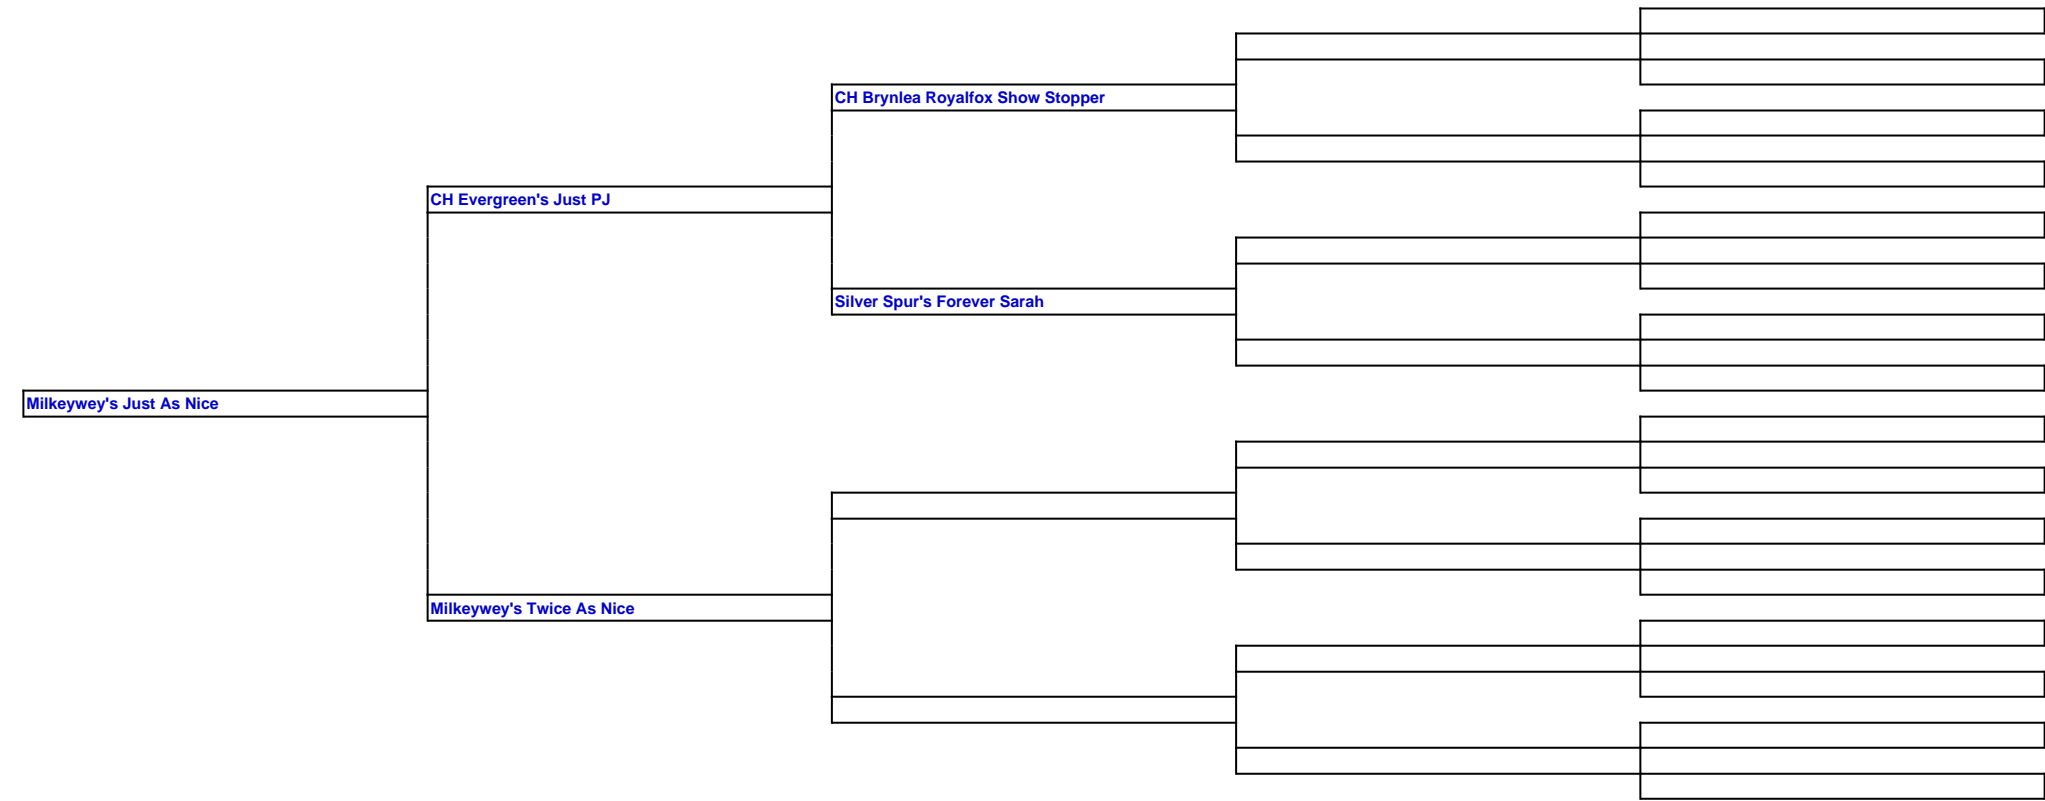 CH Brynlea Royalfox Show Stopper
CH Evergreen's Just PJ
Silver Spur's Forever Sarah
Milkeywey's Just As Nice
Milkeywey's Twice As Nice